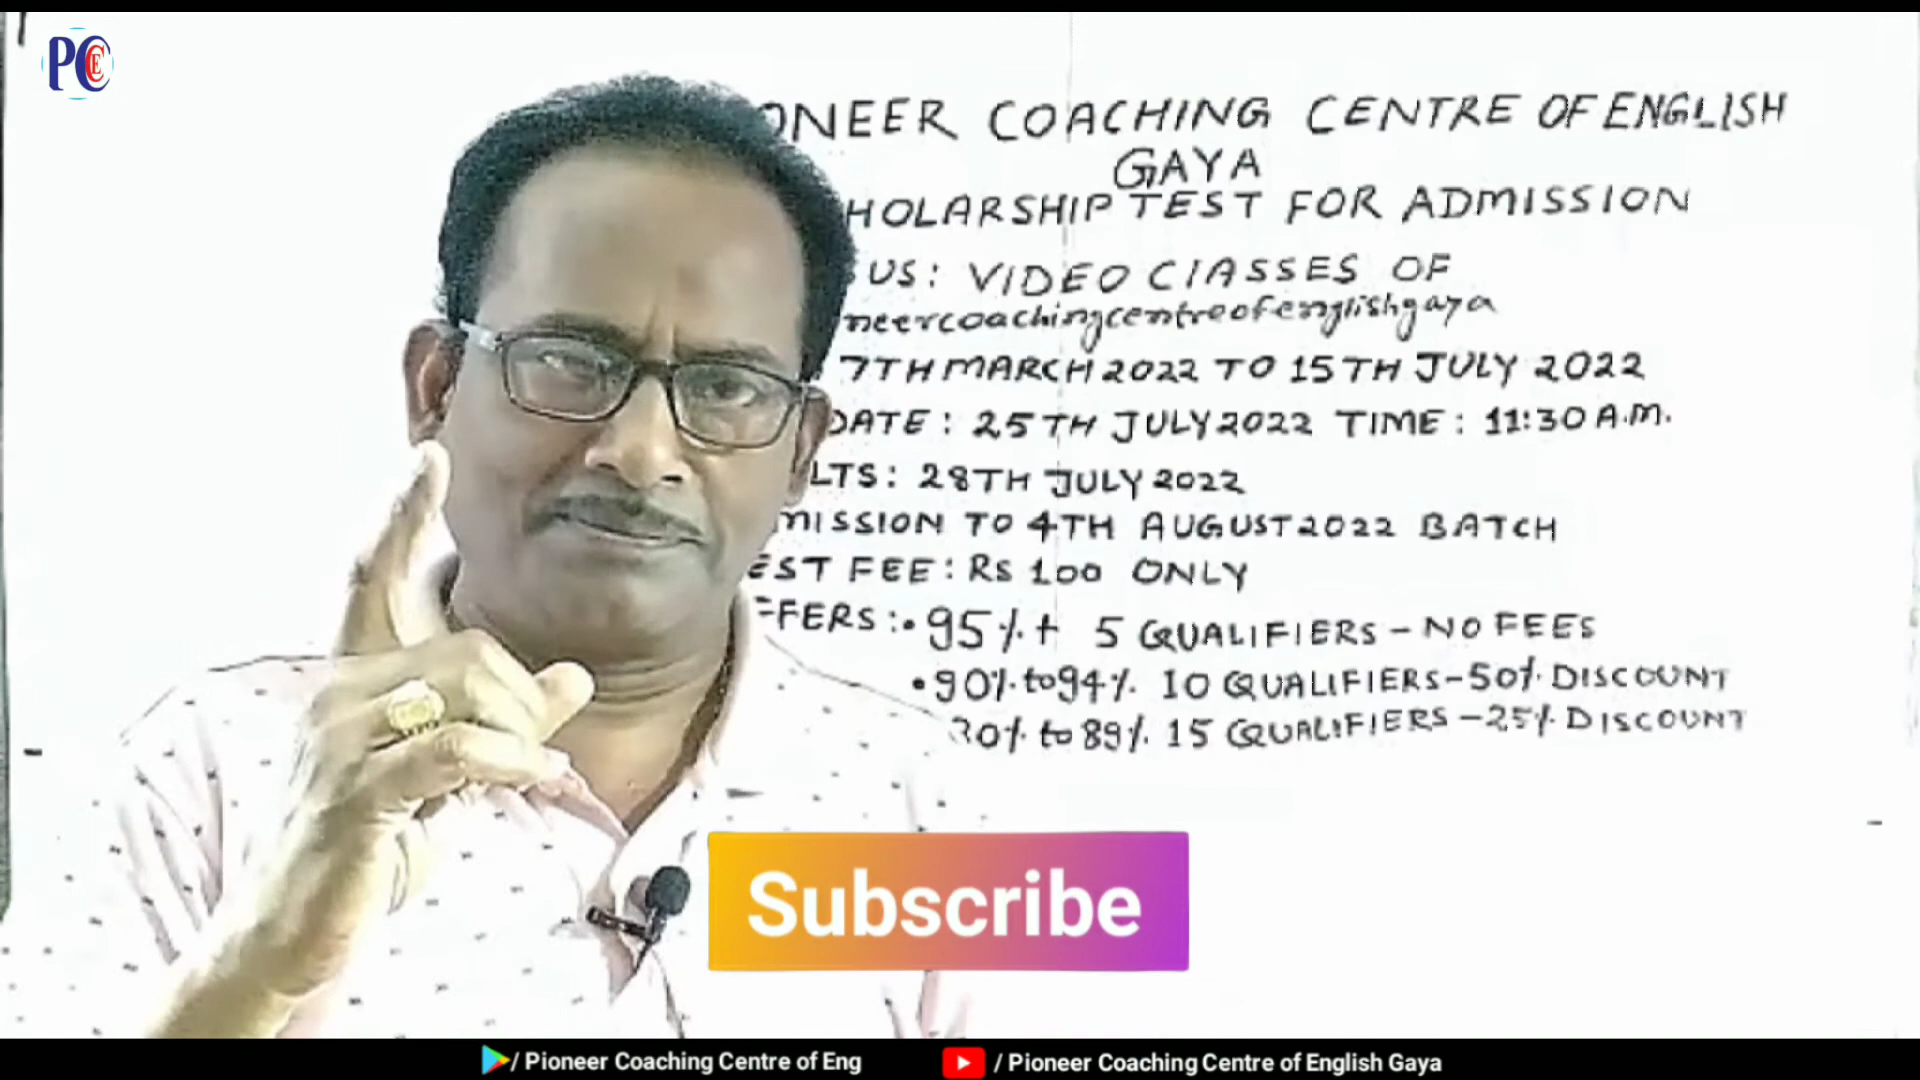 PCCE
ONEER COACHING CENTRE OF ENGLISH
GAYA
HOLARSHIP TEST FOR ADMISSION
US: VIDEO ClASSES OF
neercoachingcentreofenglishgaya
7TH MARCH 2022 TO 15TH JULY 2022
DATE: 25TH JULY 2022 TIME: 11:30 A.M.
LTS: 28TH JULY 2022
MISSION TO 4TH AUGUST 2022 BATCH
EST FEE: Rs 100 ONLY
FFERS: • 95%+ 5 QUALIFIERS - NO FEES
• 90% to 94% 10 QUALIFIERS - 50% DISCOUNT
0% to 89% 15 QUALIFIERS - 25% DISCOUNT
Subscribe
/ Pioneer Coaching Centre of Eng
/ Pioneer Coaching Centre of English Gaya